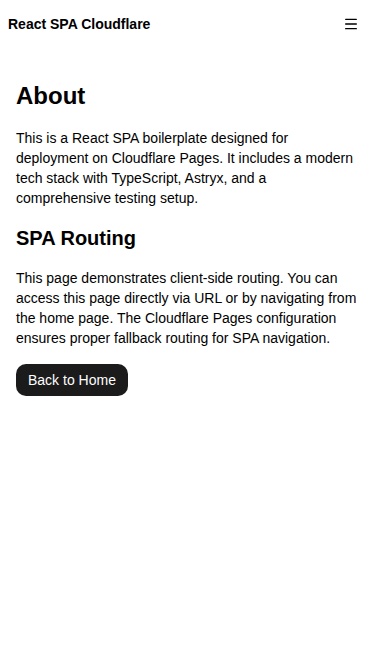 React SPA Cloudflare
About
This is a React SPA boilerplate designed for
deployment on Cloudflare Pages. It includes a modern
tech stack with TypeScript, Astryx, and a
comprehensive testing setup.
SPA Routing
This page demonstrates client-side routing. You can
access this page directly via URL or by navigating from
the home page. The Cloudflare Pages configuration
ensures proper fallback routing for SPA navigation.
Back to Home